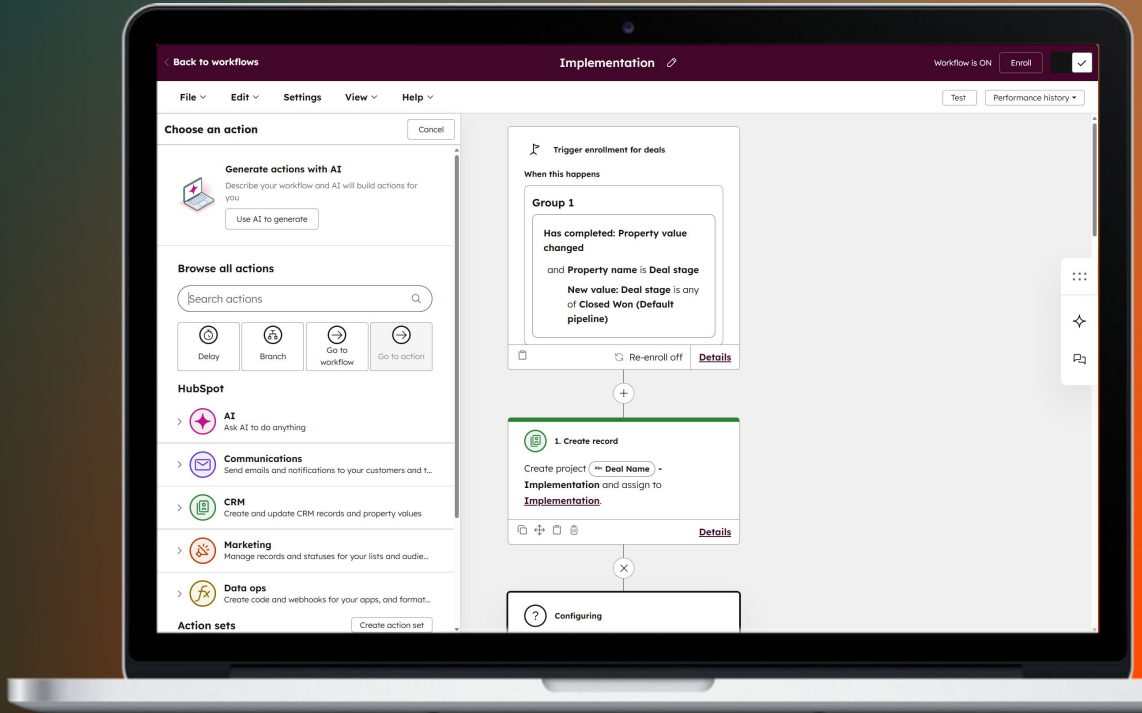 Back to workflows
Implementation
Workflow is ON
Enroll
File
Edit
Settings
View
Help
Test
Performance history
Choose an action
Cancel
Generate actions with AI
Describe your workflow and AI will build actions for
you
Use AI to generate
Browse all actions
Search actions
Delay
Branch
Go to
workflow
Go to action
HubSpot
AI
Ask AI to do anything
Communications
Send emails and notifications to your customers and t...
CRM
Create and update CRM records and property values
Marketing
Manage records and statuses for your lists and audie...
Data ops
Create code and webhooks for your apps, and format...
Action sets
Create action set
Trigger enrollment for deals
When this happens
Group 1
Has completed: Property value
changed
and Property name is Deal stage
New value: Deal stage is any
of Closed Won (Default
pipeline)
Re-enroll off
Details
1. Create record
Create project Abc Deal Name -
Implementation and assign to
Implementation.
Details
? Configuring